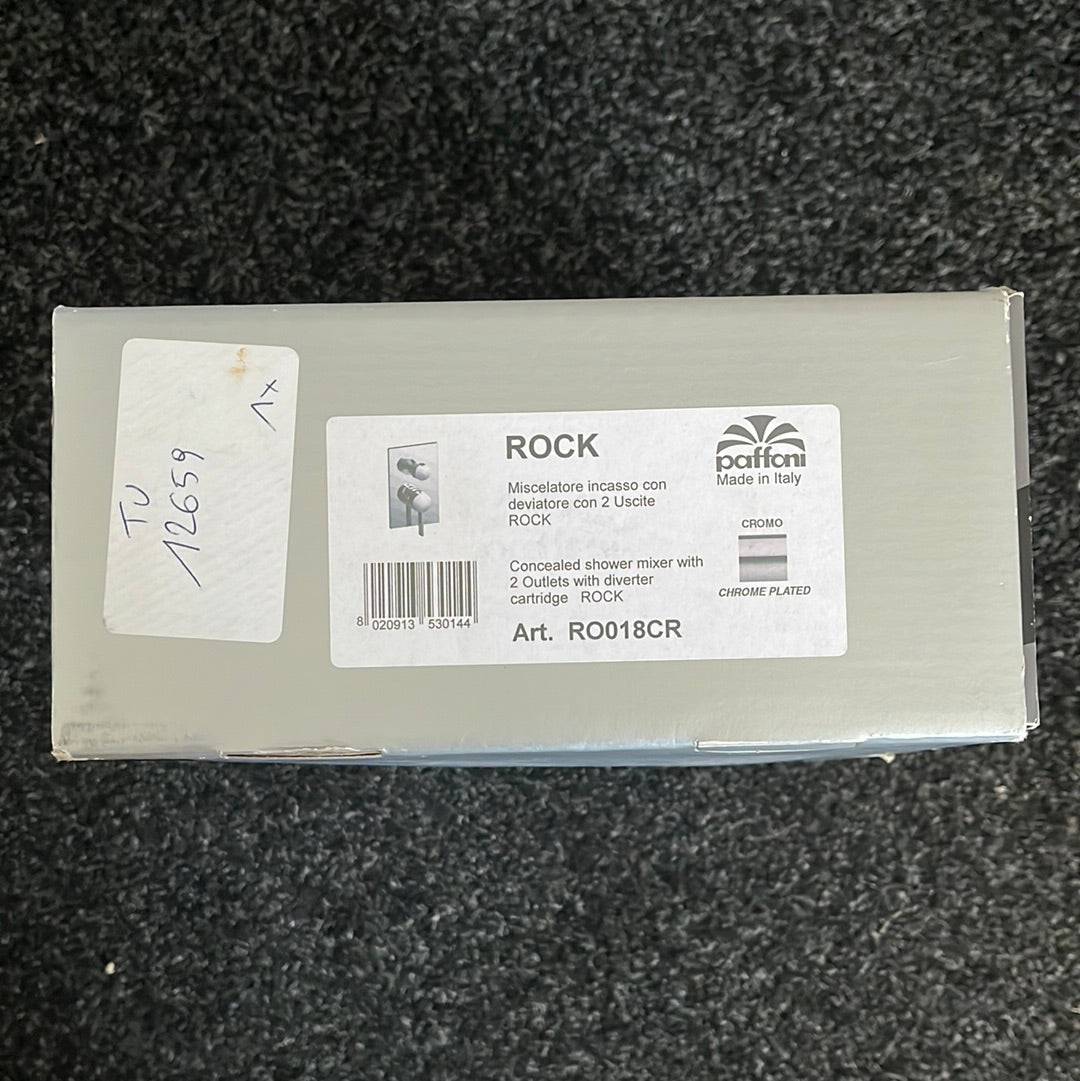 TU
12659
1x
ROCK
Miscelatore incasso con
deviatore con 2 Uscite
ROCK
Concealed shower mixer with
2 Outlets with diverter
cartridge ROCK
Art. RO018CR
8 020913 530144
paffoni
Made in Italy
CROMO
CHROME PLATED